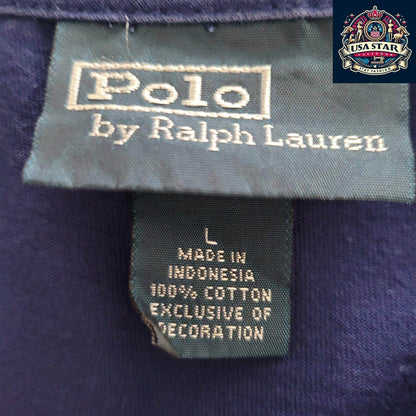 USA STAR
Polo
by Ralph Lauren
L
MADE IN
INDONESIA
100% COTTON
EXCLUSIVE OF
DECORATION